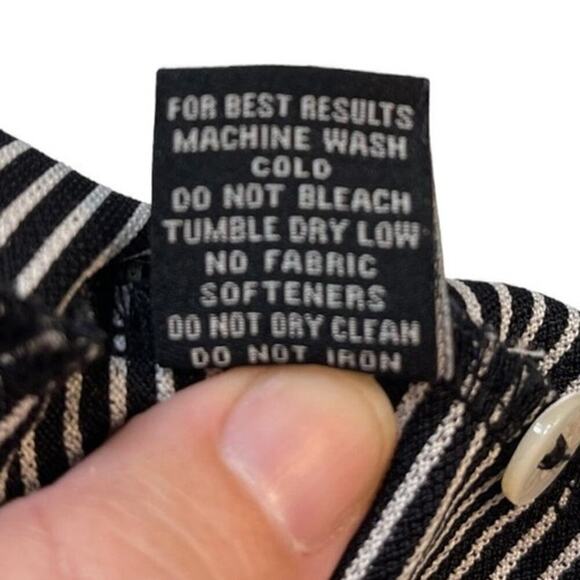 FOR BEST RESULTS
MACHINE WASH
COLD
DO NOT BLEACH
TUMBLE DRY LOW
NO FABRIC
SOFTENERS
DO NOT DRY CLEAN
DO NOT IRON